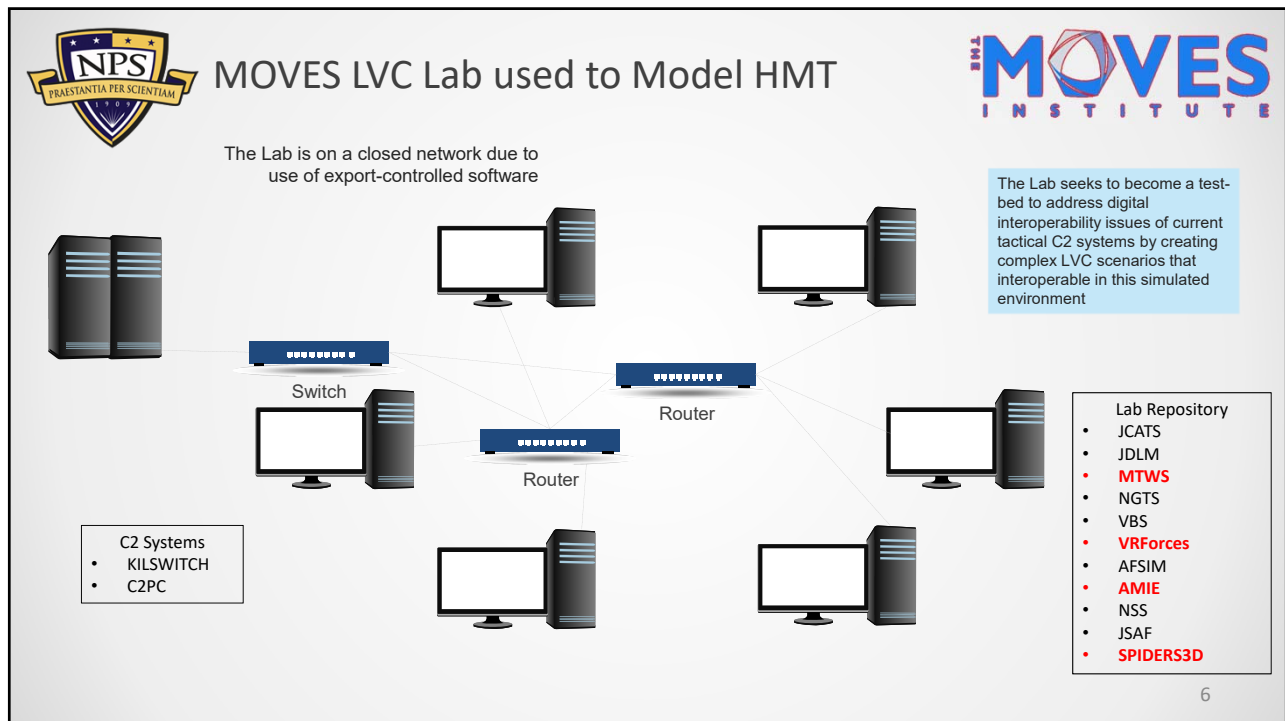 NPS
PRAESTANTIA PER SCIENTIAM
1909
MOVES LVC Lab used to Model HMT
THE
MOVES
INSTITUTE
The Lab is on a closed network due to
use of export-controlled software
The Lab seeks to become a test-
bed to address digital
interoperability issues of current
tactical C2 systems by creating
complex LVC scenarios that
interoperable in this simulated
environment
Switch
Router
Router
C2 Systems
• KILSWITCH
• C2PC
Lab Repository
• JCATS
• JDLM
• MTWS
• NGTS
• VBS
• VRForces
• AFSIM
• AMIE
• NSS
• JSAF
• SPIDERS3D
6